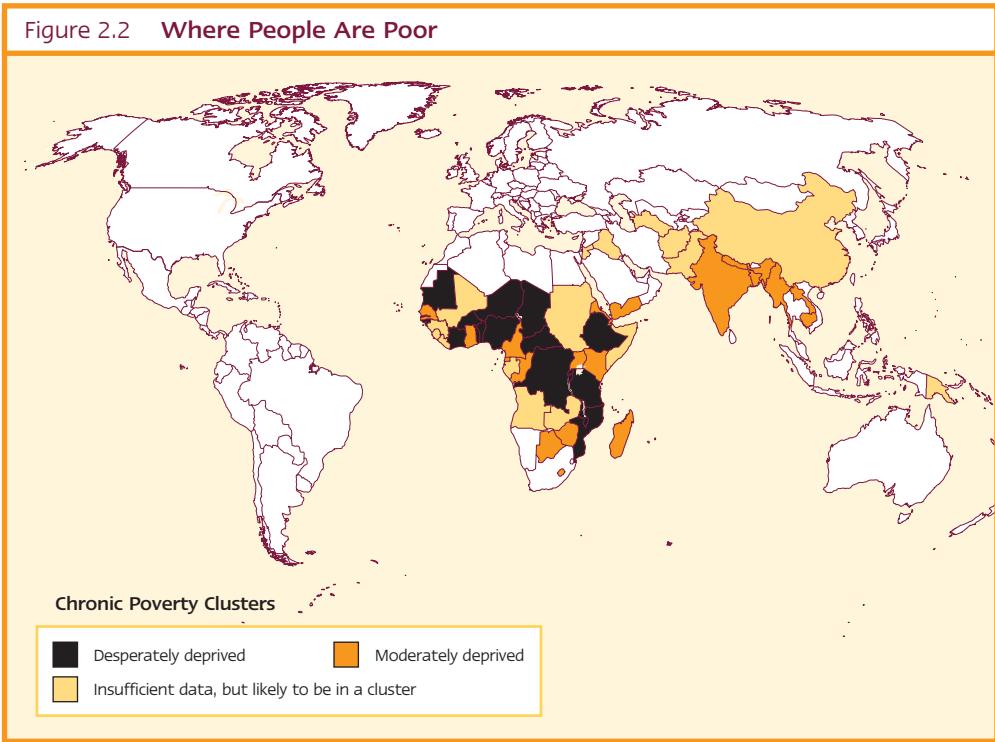 Figure 2.2 Where People Are Poor
Chronic Poverty Clusters
Desperately deprived
Moderately deprived
Insufficient data, but likely to be in a cluster